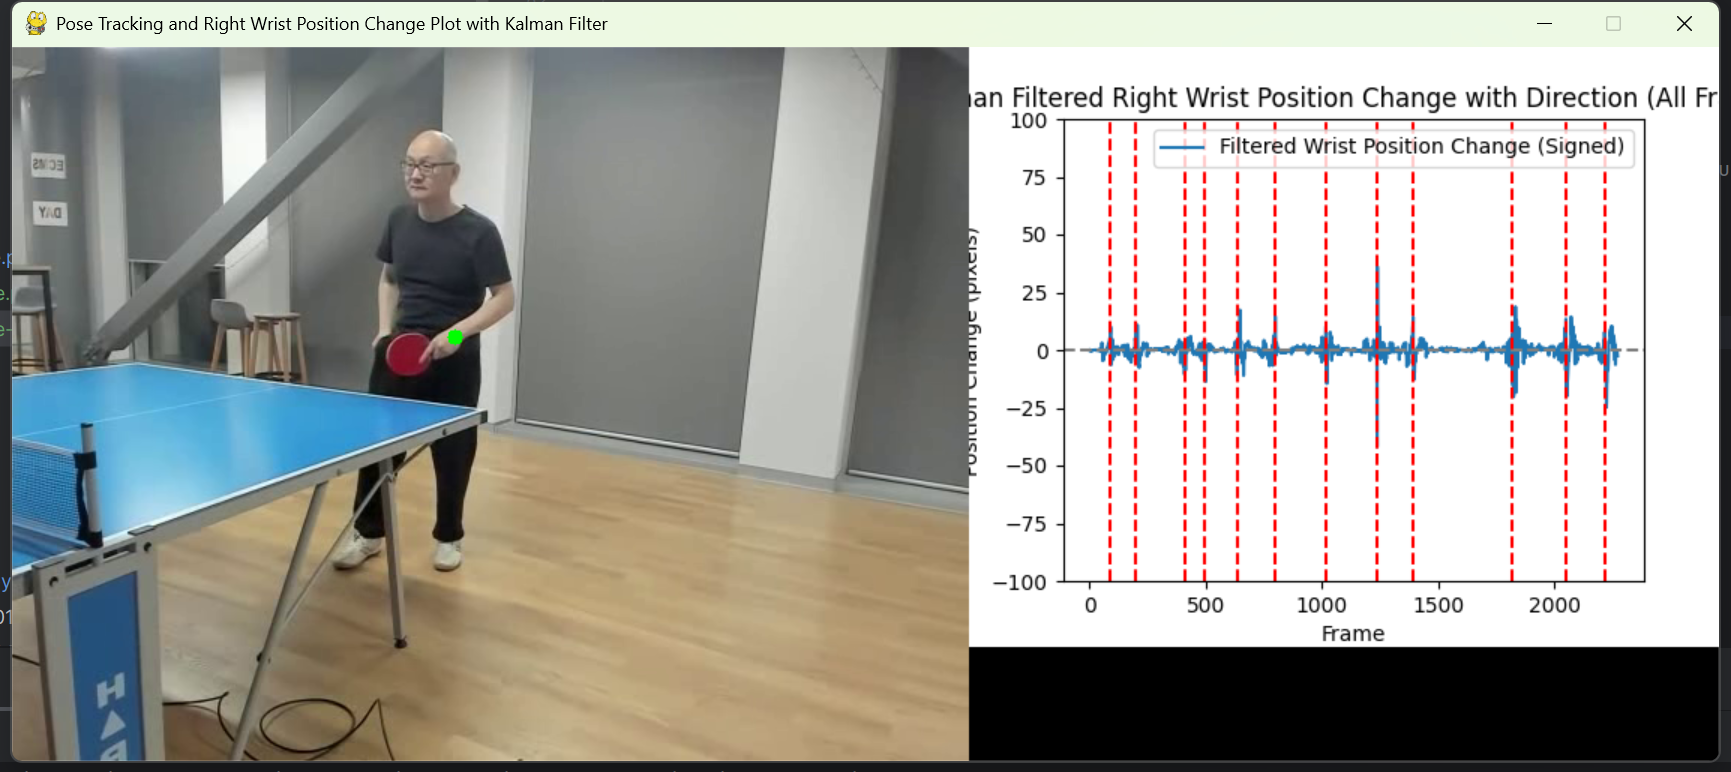 Pose Tracking and Right Wrist Position Change Plot with Kalman Filter
ECMS
DAY
an Filtered Right Wrist Position Change with Direction (All Fr
Filtered Wrist Position Change (Signed)
Position Change (pixels)
100
75
50
25
0
−25
−50
−75
−100
0 500 1000 1500 2000
Frame